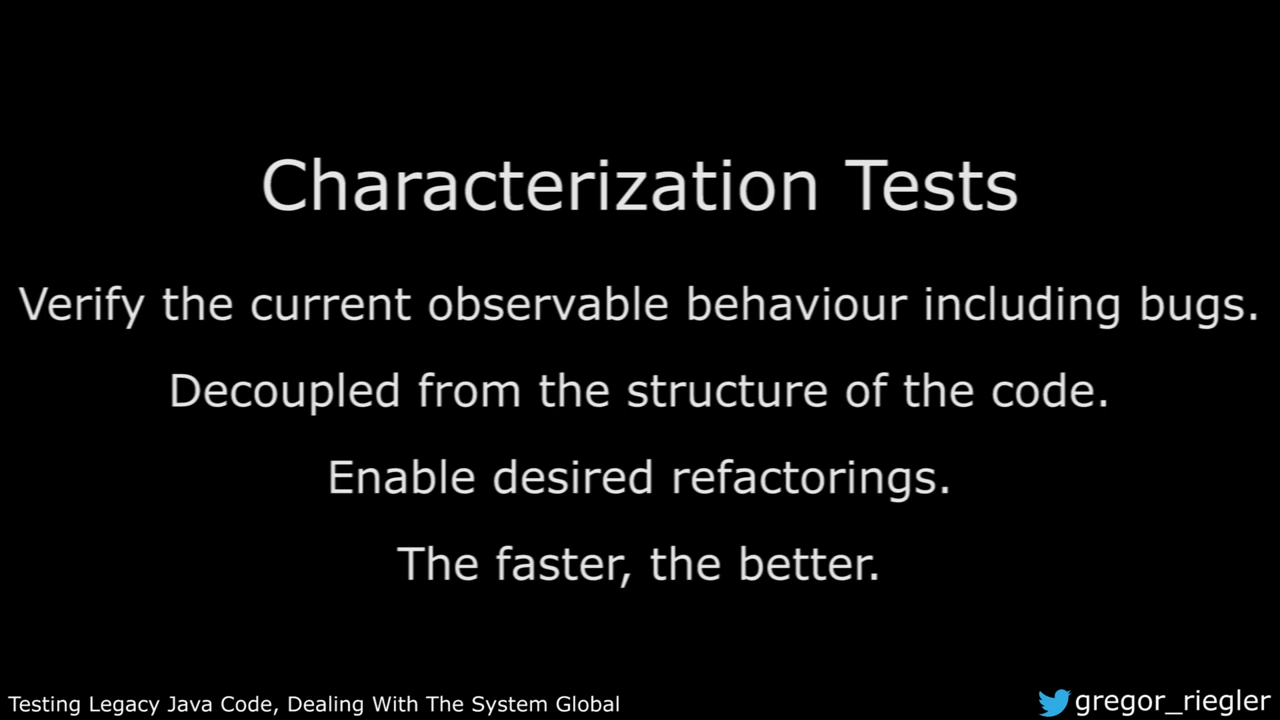 Characterization Tests
Verify the current observable behaviour including bugs.
Decoupled from the structure of the code.
Enable desired refactorings.
The faster, the better.
Testing Legacy Java Code, Dealing With The System Global
gregor_riegler